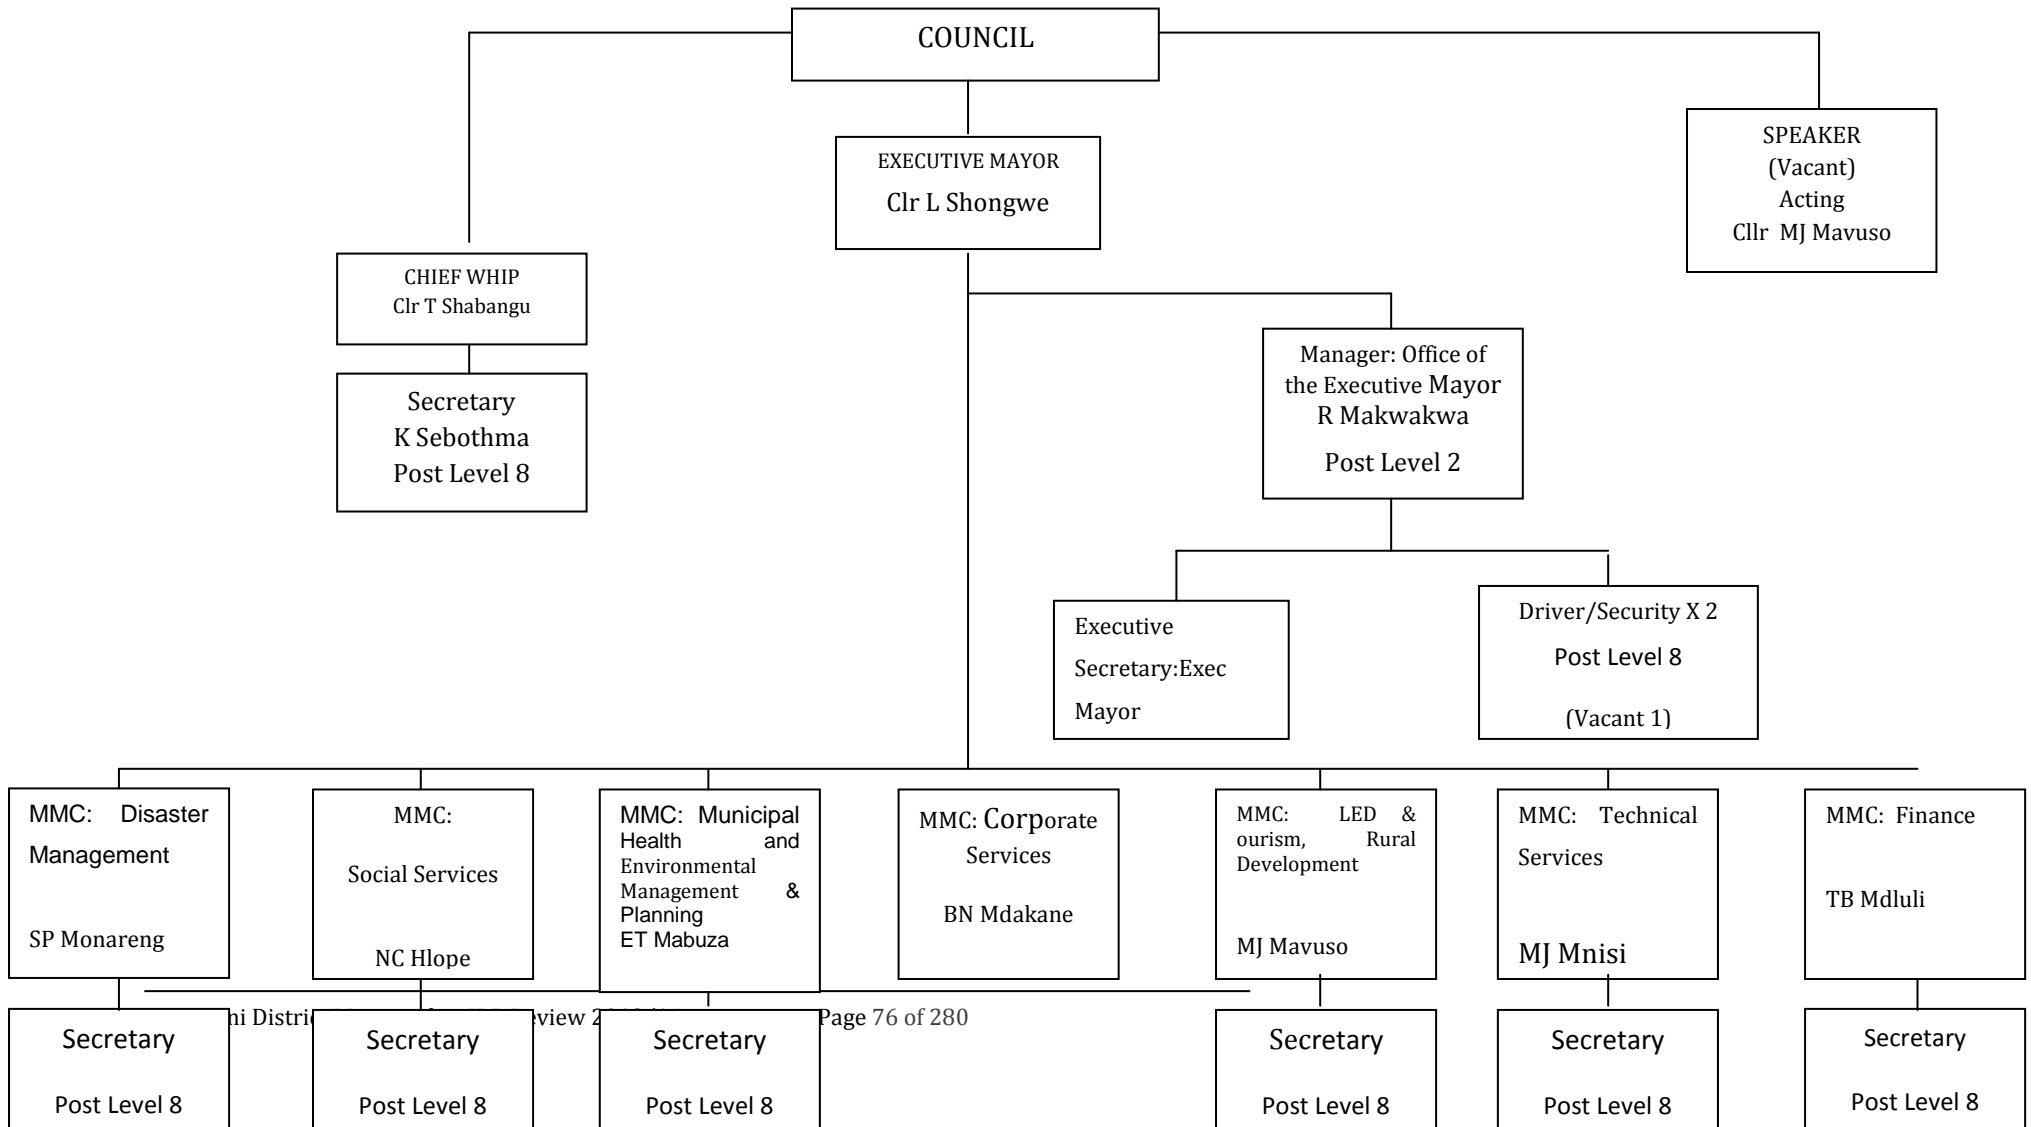 COUNCIL
EXECUTIVE MAYOR
Clr L Shongwe
SPEAKER
(Vacant)
Acting
Cllr MJ Mavuso
CHIEF WHIP
Clr T Shabangu
Secretary
K Sebothma
Post Level 8
Manager: Office of
the Executive Mayor
R Makwakwa
Post Level 2
Executive
Secretary:Exec
Mayor
Driver/Security X 2
Post Level 8
(Vacant 1)
MMC: Disaster
Management
SP Monareng
MMC:
Social Services
NC Hlope
MMC: Municipal
Health and
Environmental
Management &
Planning
ET Mabuza
MMC: Corporate
Services
BN Mdakane
MMC: LED &
ourism, Rural
Development
MJ Mavuso
MMC: Technical
Services
MJ Mnisi
MMC: Finance
TB Mdluli
Page 76 of 280
Secretary
Post Level 8
Secretary
Post Level 8
Secretary
Post Level 8
Secretary
Post Level 8
Secretary
Post Level 8
Secretary
Post Level 8